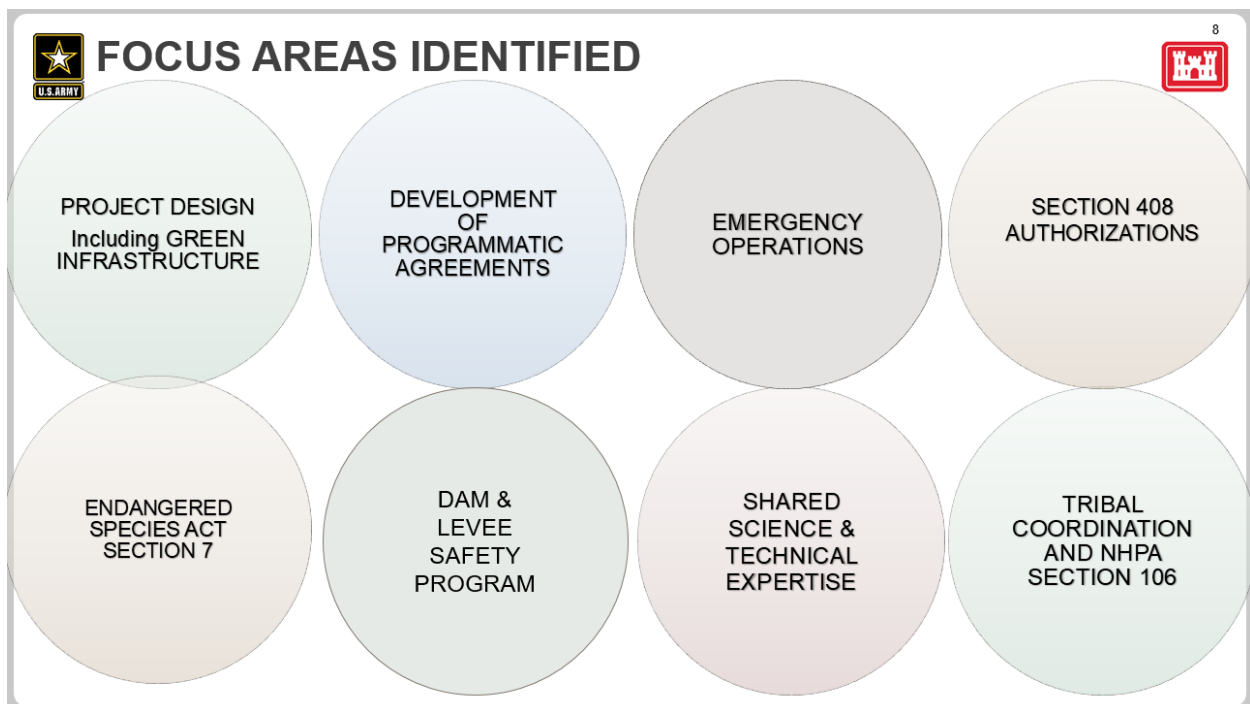 8
FOCUS AREAS IDENTIFIED
U.S.ARMY
PROJECT DESIGN
Including GREEN
INFRASTRUCTURE
DEVELOPMENT
OF
PROGRAMMATIC
AGREEMENTS
EMERGENCY
OPERATIONS
SECTION 408
AUTHORIZATIONS
ENDANGERED
SPECIES ACT
SECTION 7
DAM &
LEVEE
SAFETY
PROGRAM
SHARED
SCIENCE &
TECHNICAL
EXPERTISE
TRIBAL
COORDINATION
AND NHPA
SECTION 106